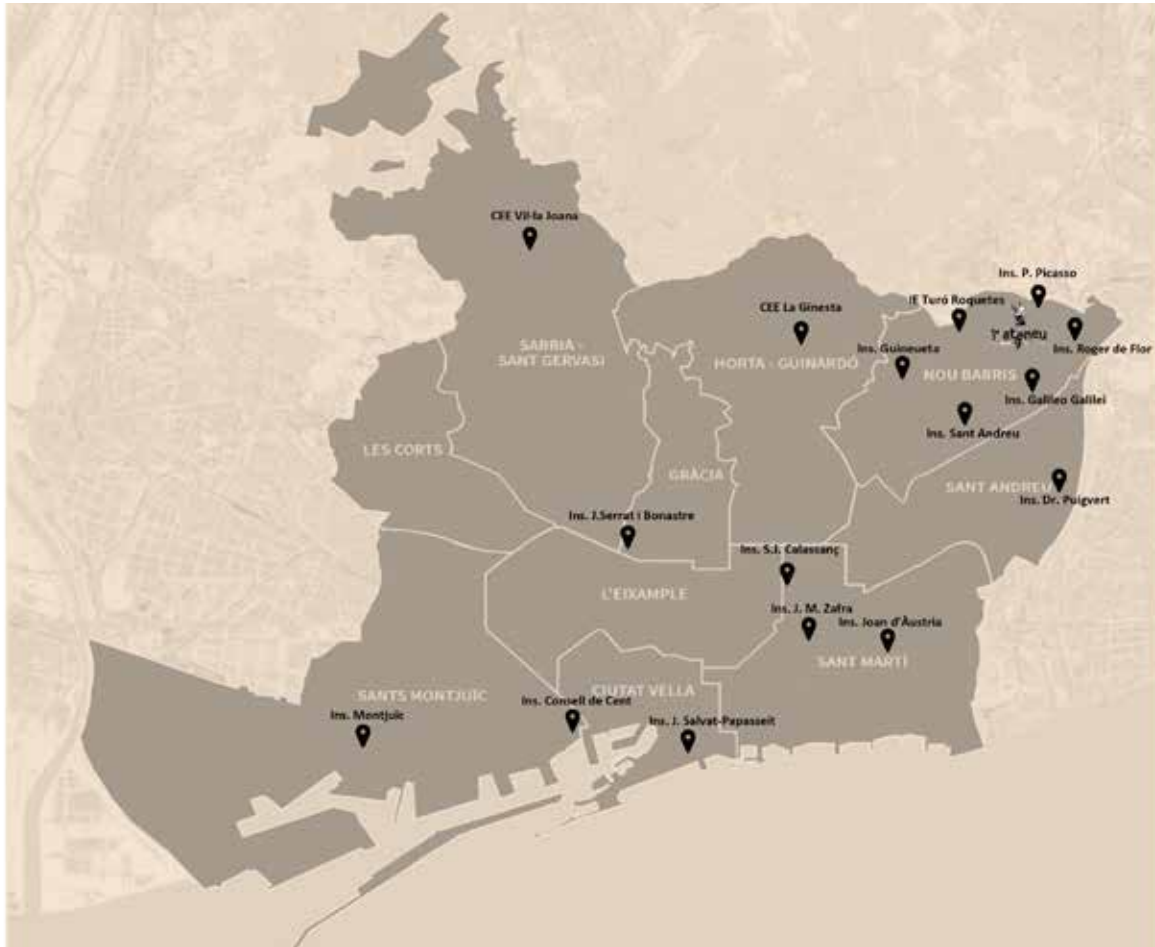 CEE Vil·la Joana
Ins. P. Picasso
IE Turó Roquetes
CEE La Ginesta
l'ateneu
Ins. Roger de Flor
SARRIA -
SANT GERVASI
Ins. Guineueta
HORTA - GUINARDÓ
NOU BARRIS
Ins. Galileo Galilei
Ins. Sant Andreu
LES CORTS
GRÀCIA
SANT ANDREU
Ins. Dr. Puigvert
Ins. J.Serrat i Bonastre
Ins. S.J. Calassanç
L'EIXAMPLE
Ins. J. M. Zafra
Ins. Joan d'Àustria
SANT MARTÍ
SANTS MONTJUÏC
CIUTAT VELLA
Ins. Consell de Cent
Ins. Montjuïc
Ins. J. Salvat-Papasseit